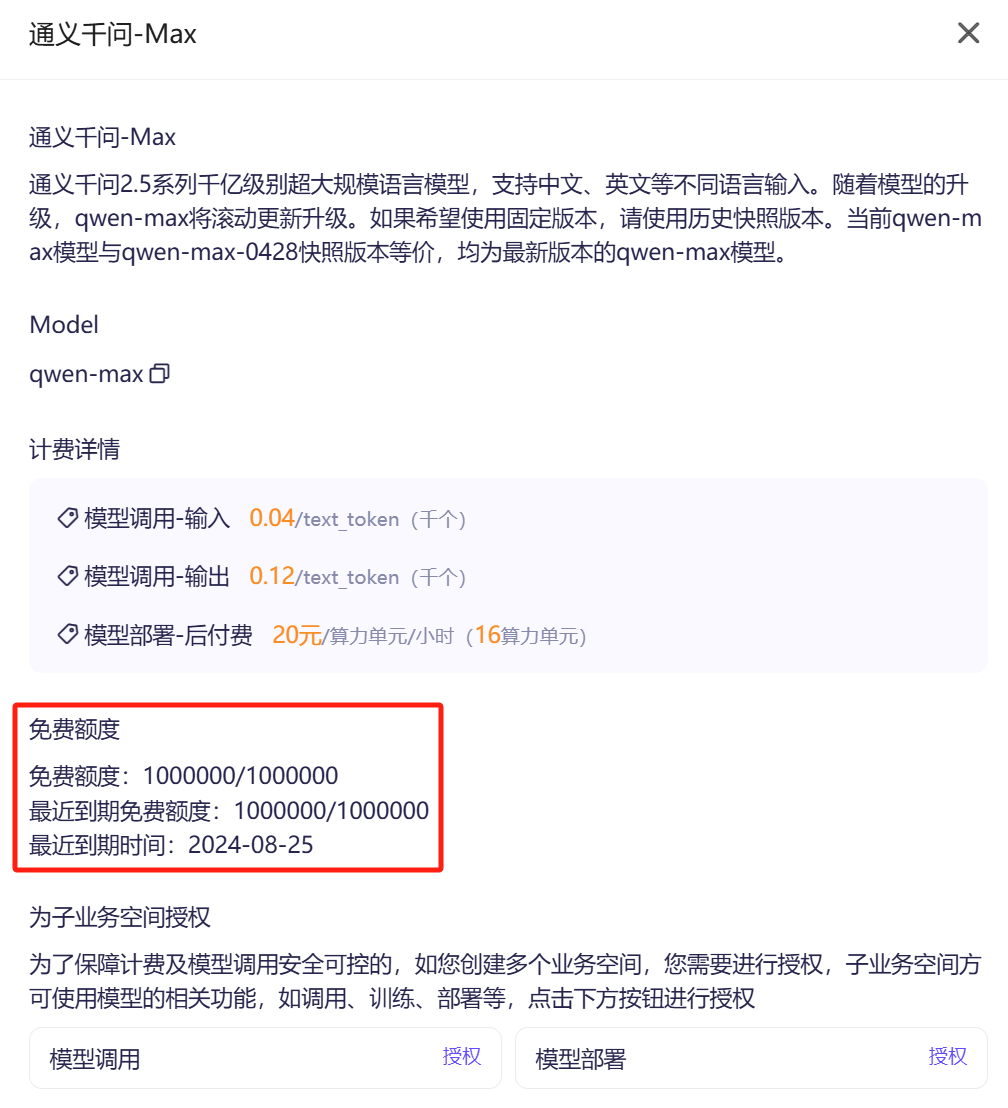 通义千问-Max
通义千问-Max
通义千问2.5系列千亿级别超大规模语言模型，支持中文、英文等不同语言输入。随着模型的升
级，qwen-max将滚动更新升级。如果希望使用固定版本，请使用历史快照版本。当前qwen-m
ax模型与qwen-max-0428快照版本等价，均为最新版本的qwen-max模型。
Model
qwen-max
计费详情
模型调用-输入 0.04/text_token（千个）
模型调用-输出 0.12/text_token（千个）
模型部署-后付费 20元/算力单元/小时（16算力单元）
免费额度
免费额度：1000000/1000000
最近到期免费额度：1000000/1000000
最近到期时间：2024-08-25
为子业务空间授权
为了保障计费及模型调用安全可控的，如您创建多个业务空间，您需要进行授权，子业务空间方
可使用模型的相关功能，如调用、训练、部署等，点击下方按钮进行授权
模型调用 授权 模型部署 授权